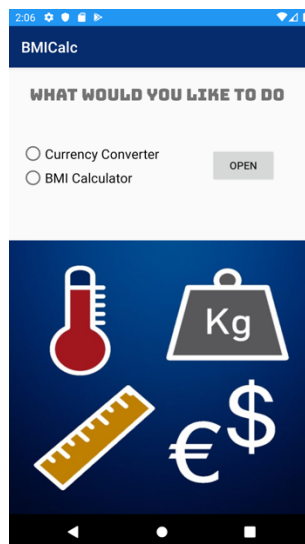 2:06
BMICalc
WHAT WOULD YOU LIKE TO DO
Currency Converter
OPEN
BMI Calculator
Kg
€$